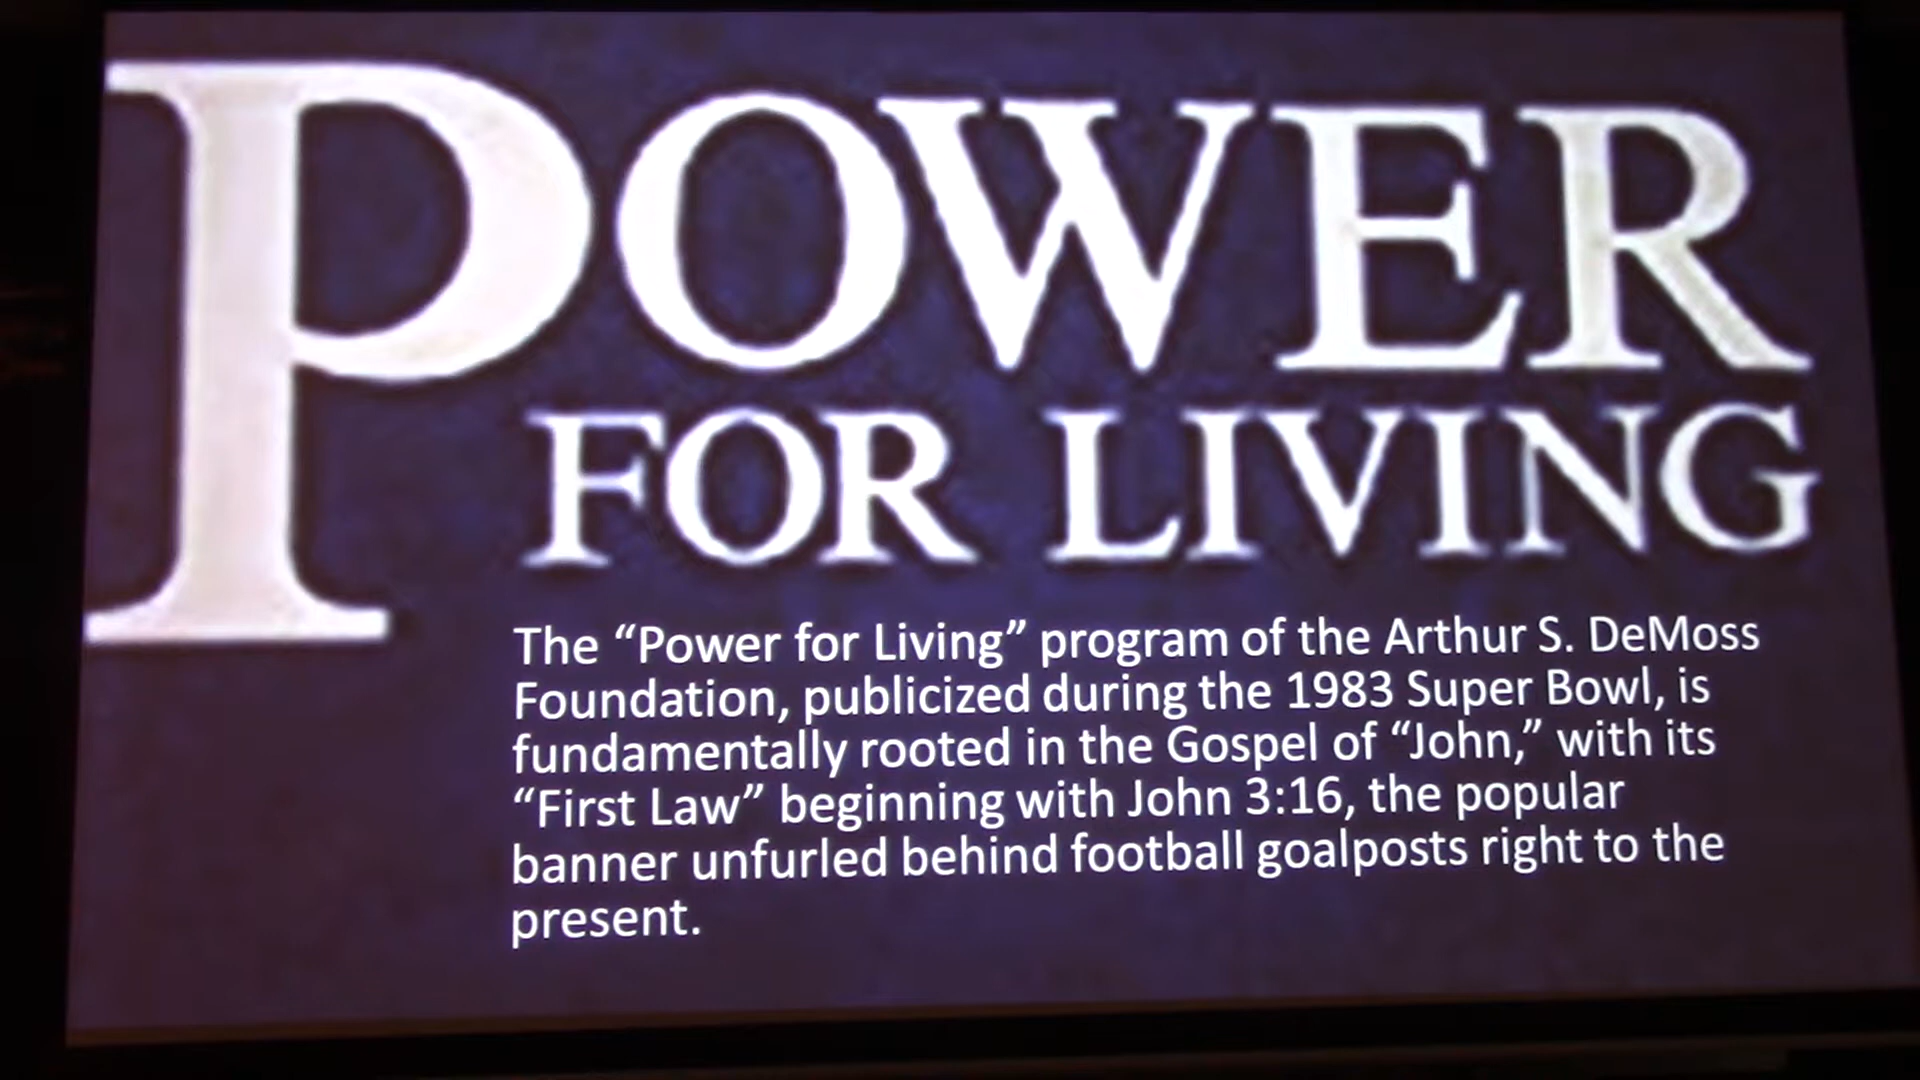 POWER
FOR LIVING
The “Power for Living” program of the Arthur S. DeMoss
Foundation, publicized during the 1983 Super Bowl, is
fundamentally rooted in the Gospel of “John,” with its
“First Law” beginning with John 3:16, the popular
banner unfurled behind football goalposts right to the
present.